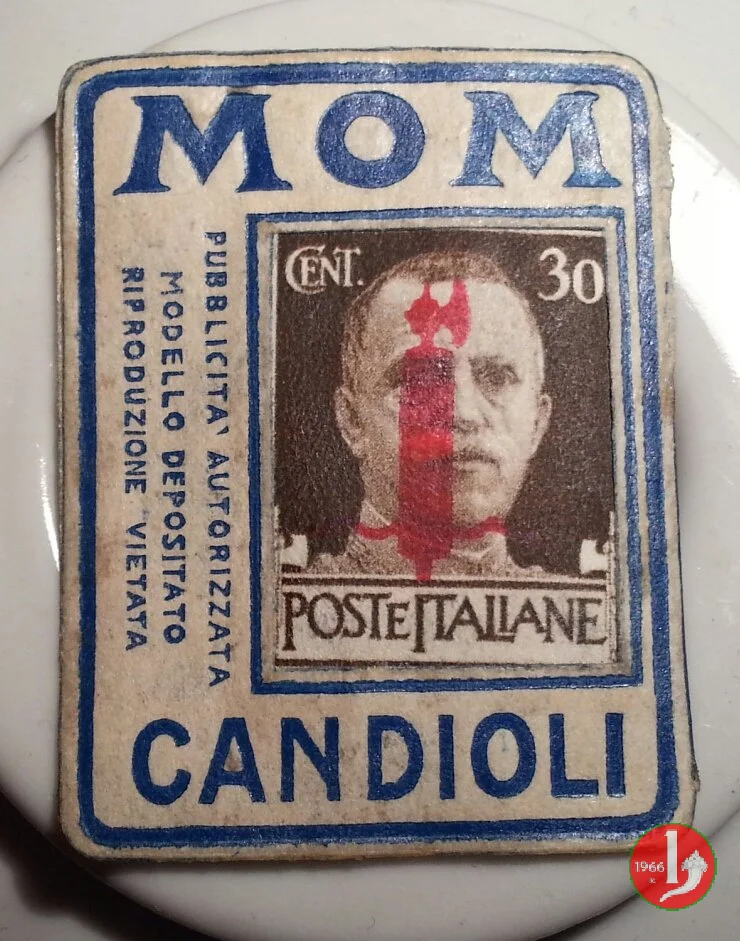 MOM
PUBBLICITA' AUTORIZZATA
MODELLO DEPOSITATO
RIPRODUZIONE VIETATA
CENT. 30
POSTE ITALIANE
CANDIOLI
1966